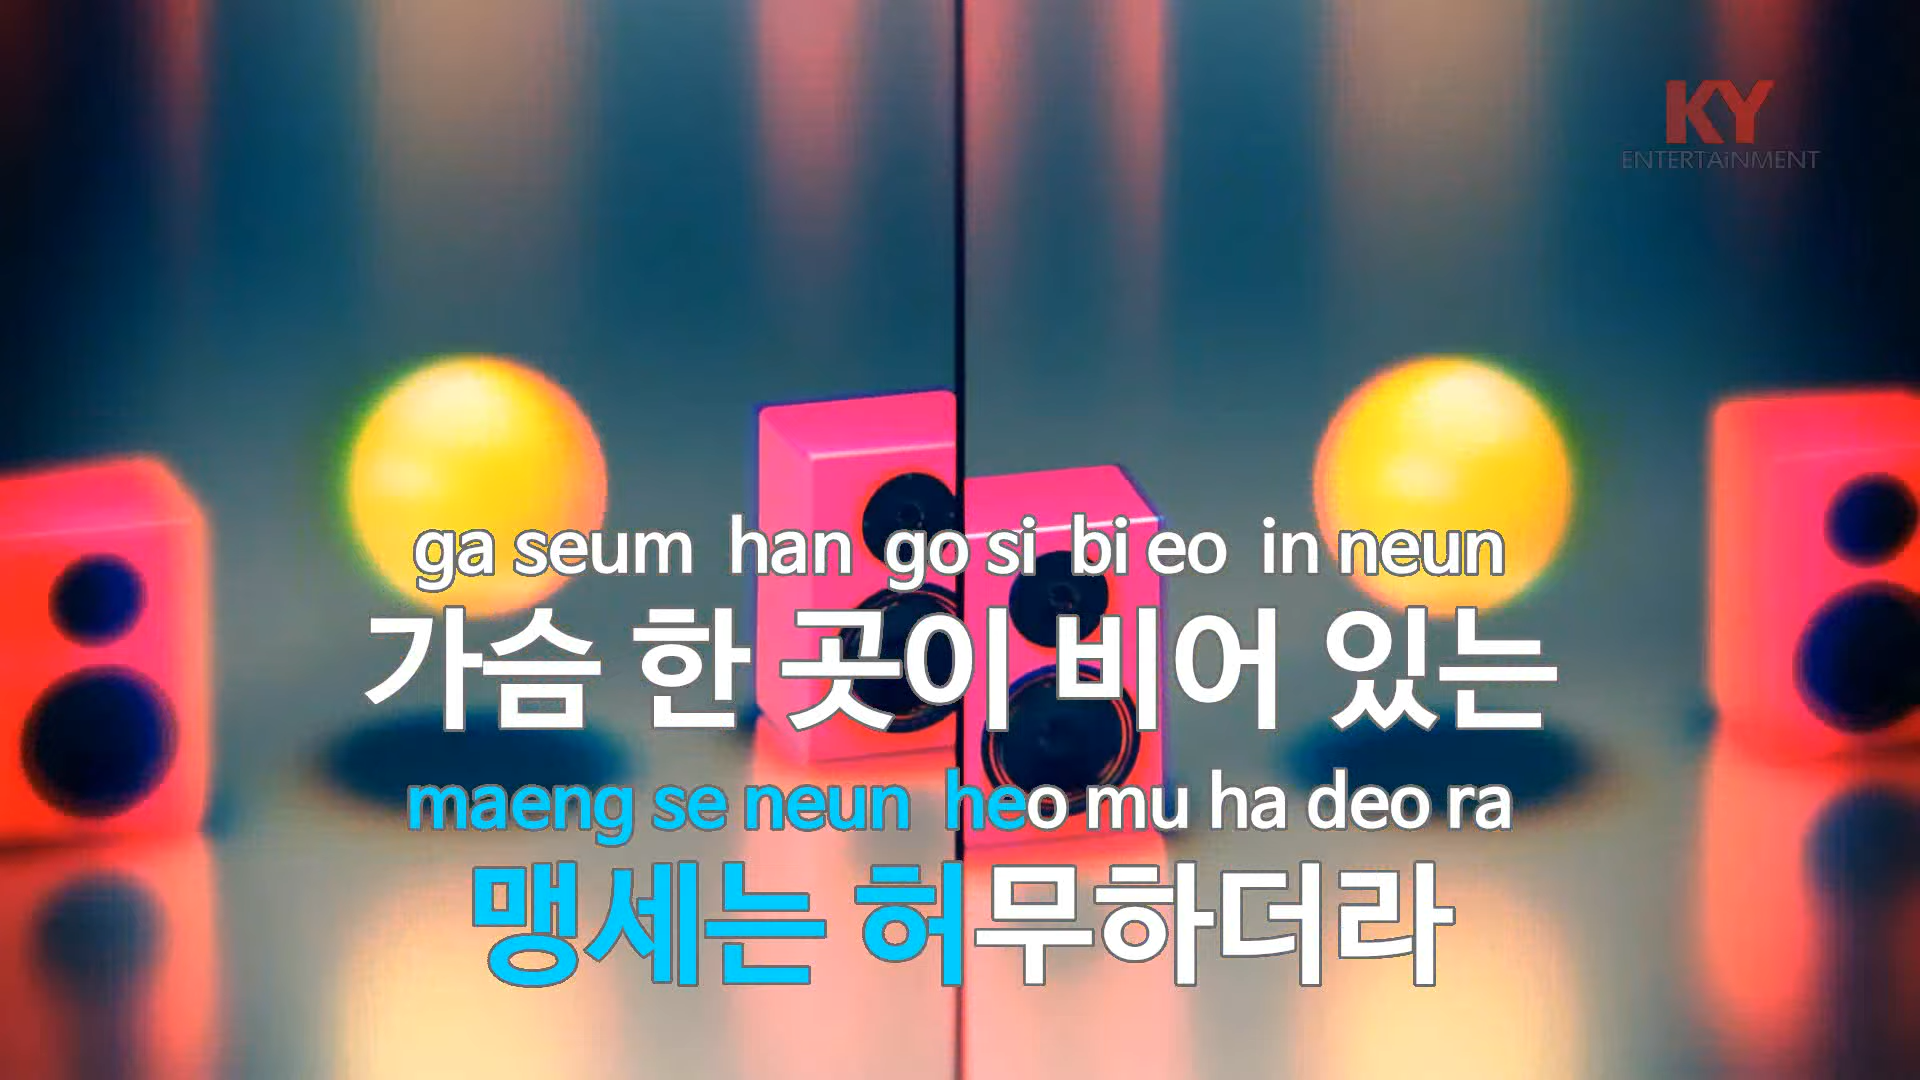 KY
ENTERTAiNMENT
ga seum han go si bi eo in neun
가슴 한 곳이 비어 있는
maeng se neun heo mu ha deo ra
맹세는 허무하더라